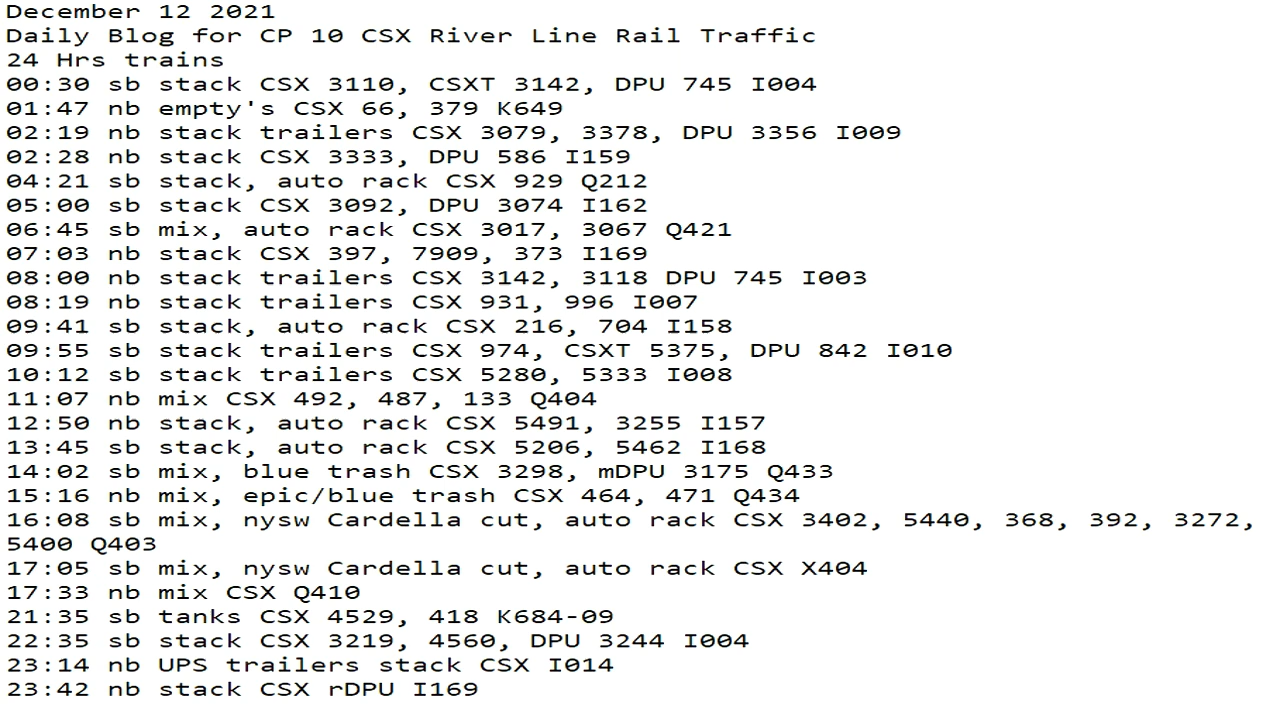 December 12 2021
Daily Blog for CP 10 CSX River Line Rail Traffic
24 Hrs trains
00:30 sb stack CSX 3110, CSXT 3142, DPU 745 I004
01:47 nb empty's CSX 66, 379 K649
02:19 nb stack trailers CSX 3079, 3378, DPU 3356 I009
02:28 nb stack CSX 3333, DPU 586 I159
04:21 sb stack, auto rack CSX 929 Q212
05:00 sb stack CSX 3092, DPU 3074 I162
06:45 sb mix, auto rack CSX 3017, 3067 Q421
07:03 nb stack CSX 397, 7909, 373 I169
08:00 nb stack trailers CSX 3142, 3118 DPU 745 I003
08:19 nb stack trailers CSX 931, 996 I007
09:41 sb stack, auto rack CSX 216, 704 I158
09:55 sb stack trailers CSX 974, CSXT 5375, DPU 842 I010
10:12 sb stack trailers CSX 5280, 5333 I008
11:07 nb mix CSX 492, 487, 133 Q404
12:50 nb stack, auto rack CSX 5491, 3255 I157
13:45 sb stack, auto rack CSX 5206, 5462 I168
14:02 sb mix, blue trash CSX 3298, mDPU 3175 Q433
15:16 nb mix, epic/blue trash CSX 464, 471 Q434
16:08 sb mix, nysw Cardella cut, auto rack CSX 3402, 5440, 368, 392, 3272,
5400 Q403
17:05 sb mix, nysw Cardella cut, auto rack CSX X404
17:33 nb mix CSX Q410
21:35 sb tanks CSX 4529, 418 K684-09
22:35 sb stack CSX 3219, 4560, DPU 3244 I004
23:14 nb UPS trailers stack CSX I014
23:42 nb stack CSX rDPU I169